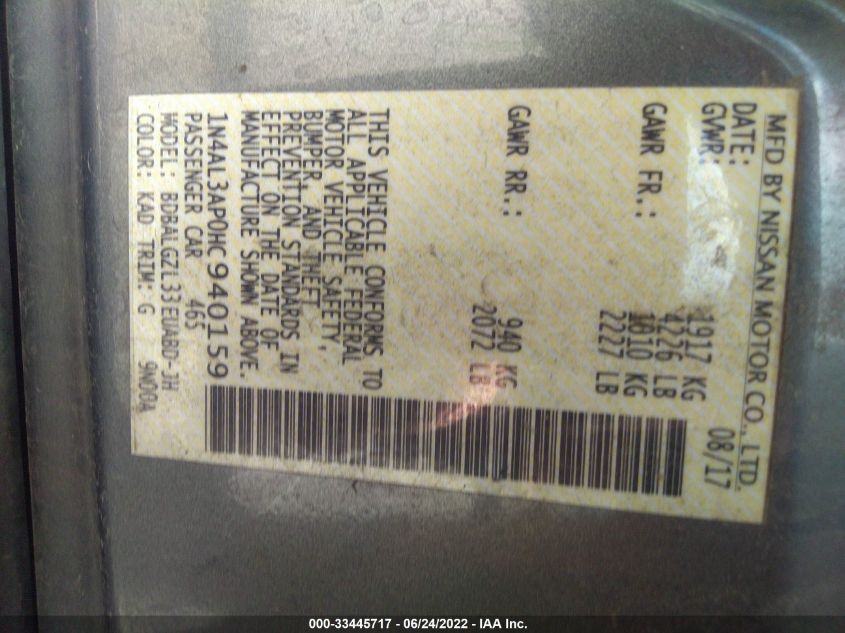 MFD BY NISSAN MOTOR CO., LTD.
DATE: 08/17
GVWR: 1917 KG
4226 LB
GAWR FR.: 1010 KG
2227 LB
GAWR RR.: 940 KG
2072 LB
THIS VEHICLE CONFORMS TO
ALL APPLICABLE FEDERAL
MOTOR VEHICLE SAFETY,
BUMPER, AND THEFT
PREVENTION STANDARDS IN
EFFECT ON THE DATE OF
MANUFACTURE SHOWN ABOVE.
1N4AL3AP0HC940159
PASSENGER CAR 465
MODEL: BDRALGZL33EUABD-JH
COLOR: KAD TRIM: G 9N00A
000-33445717 - 06/24/2022 - IAA Inc.